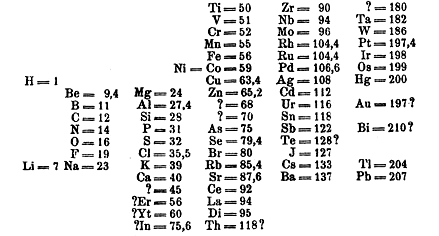 Ti = 50 Zr = 90 ? = 180
V = 51 Nb = 94 Ta = 182
Cr = 52 Mo = 96 W = 186
Mn = 55 Rh = 104,4 Pt = 197,4
Fe = 56 Ru = 104,4 Ir = 198
Ni = Co = 59 Pd = 106,6 Os = 199
H = 1 Cu = 63,4 Ag = 108 Hg = 200
Be = 9,4 Mg = 24 Zn = 65,2 Cd = 112
B = 11 Al = 27,4 ? = 68 Ur = 116 Au = 197?
C = 12 Si = 28 ? = 70 Sn = 118
N = 14 P = 31 As = 75 Sb = 122 Bi = 210?
O = 16 S = 32 Se = 79,4 Te = 128?
F = 19 Cl = 35,5 Br = 80 J = 127
Li = 7 Na = 23 K = 39 Rb = 85,4 Cs = 133 Tl = 204
Ca = 40 Sr = 87,6 Ba = 137 Pb = 207
? = 45 Ce = 92
?Er = 56 La = 94
?Yt = 60 Di = 95
?In = 75,6 Th = 118?